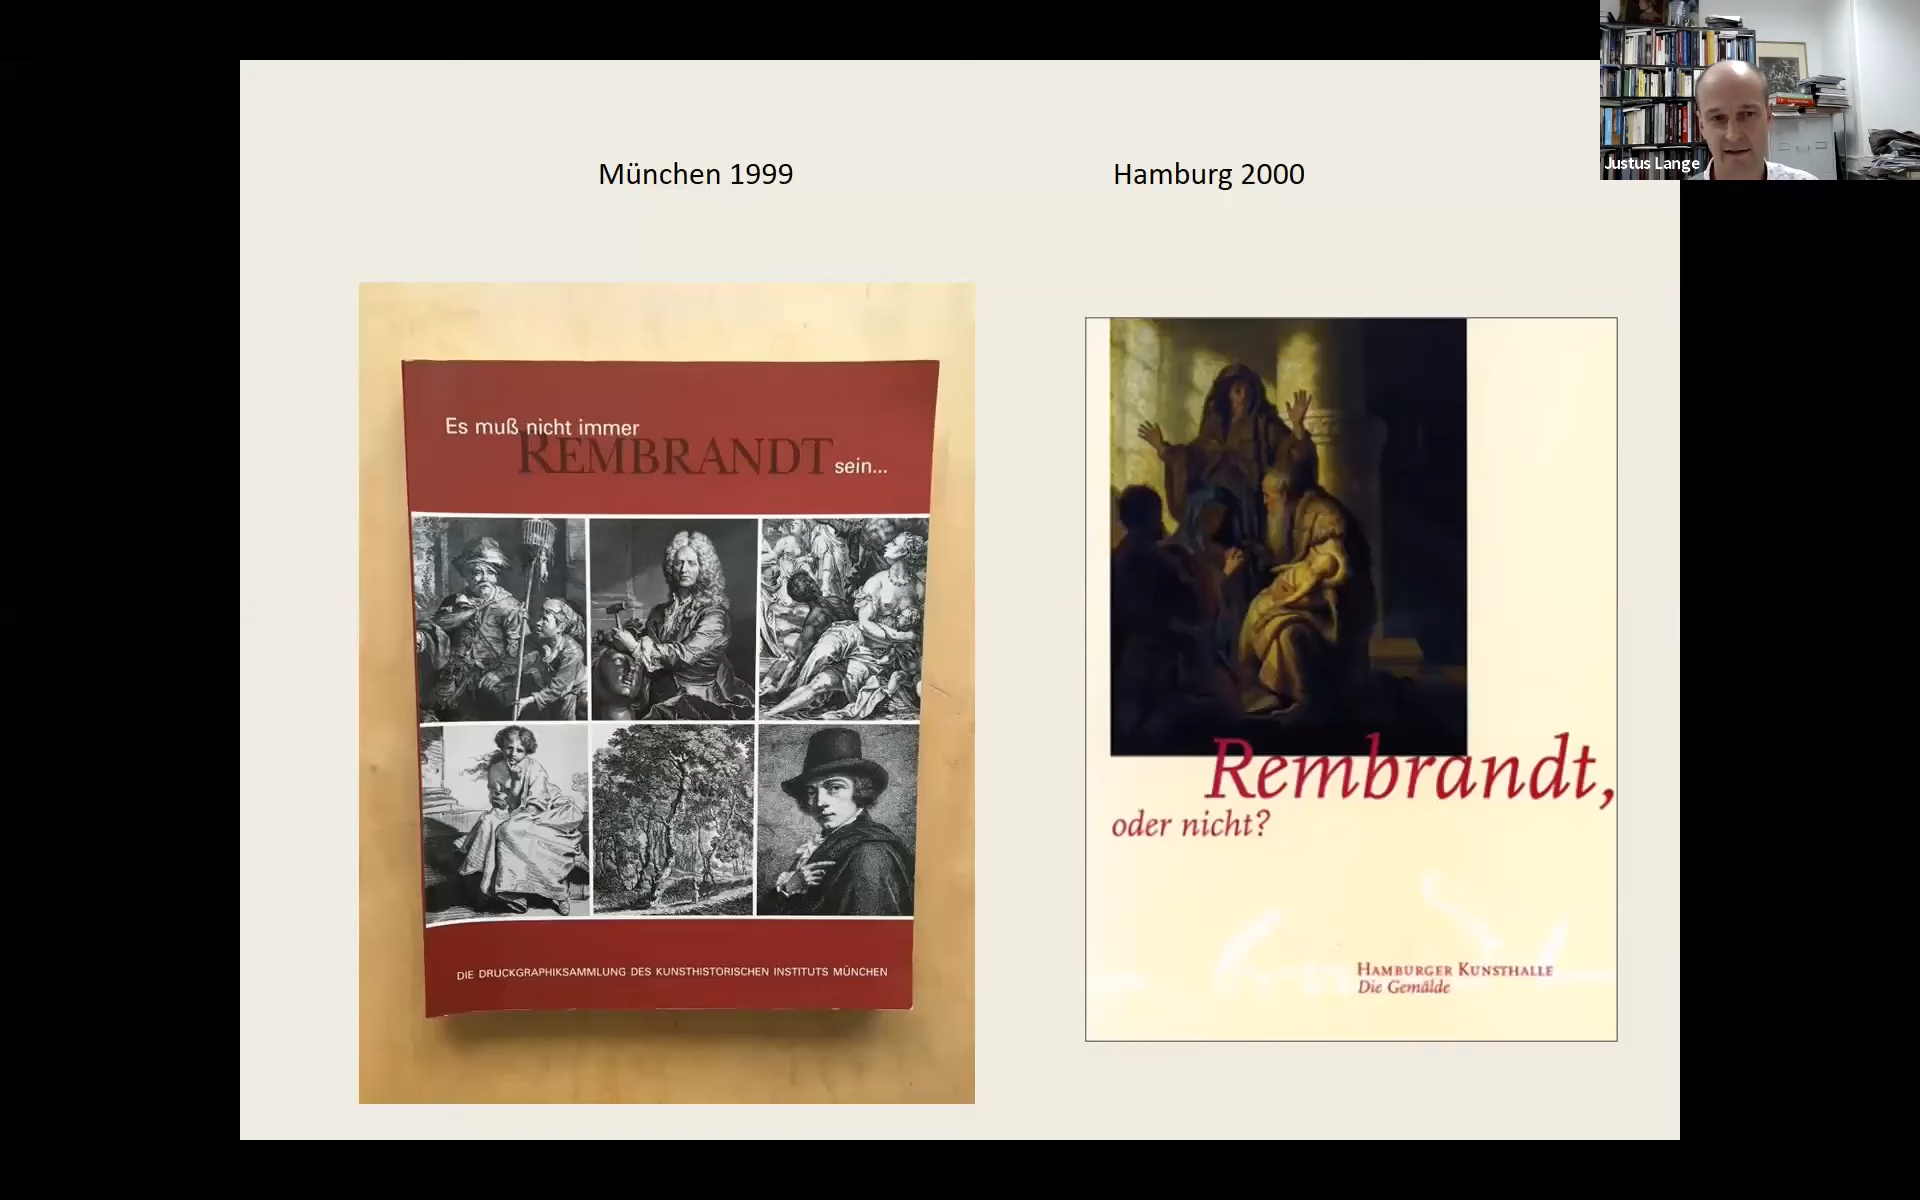 München 1999
Hamburg 2000
Justus Lange
Es muß nicht immer
REMBRANDT sein...
DIE DRUCKGRAPHIKSAMMLUNG DES KUNSTHISTORISCHEN INSTITUTS MÜNCHEN
Rembrandt,
oder nicht?
HAMBURGER KUNSTHALLE
Die Gemälde